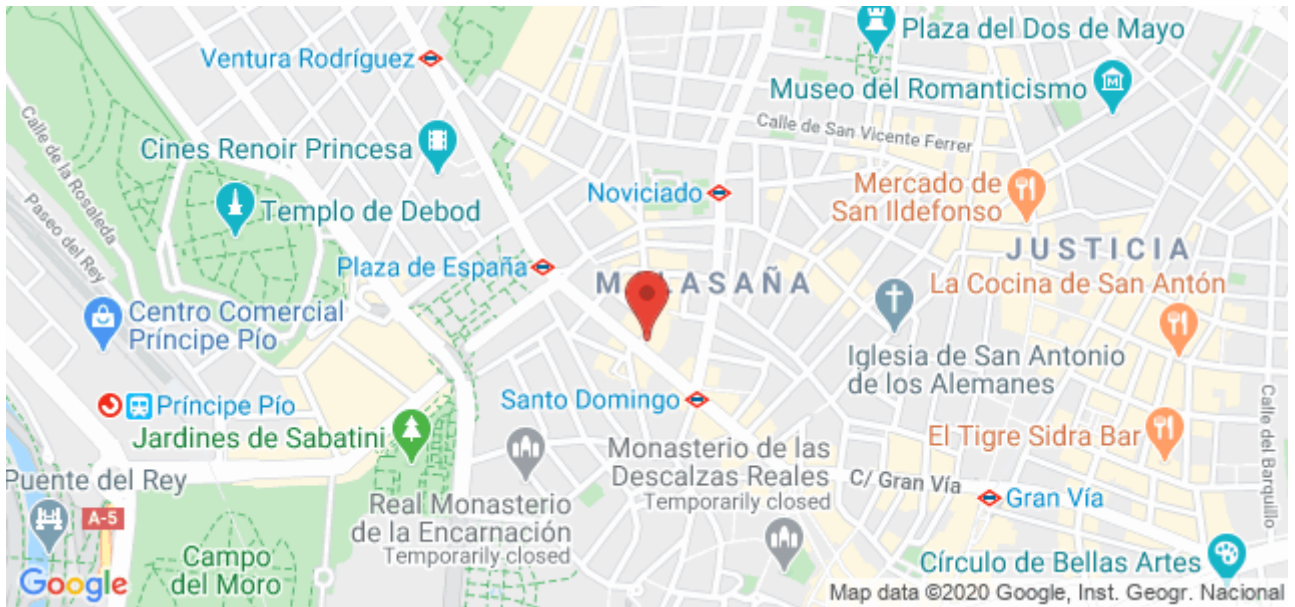 Plaza del Dos de Mayo
Ventura Rodríguez
Museo del Romanticismo
Calle de San Vicente Ferrer
Calle de la Rosaleda
Cines Renoir Princesa
Noviciado
Mercado de
San Ildefonso
Templo de Debod
Paseo del Rey
JUSTICIA
Plaza de España
MALASAÑA
La Cocina de San Antón
Centro Comercial
Príncipe Pío
Iglesia de San Antonio
de los Alemanes
Santo Domingo
Príncipe Pío
Calle del Barquillo
Jardines de Sabatini
El Tigre Sidra Bar
Monasterio de las
Descalzas Reales
Temporarily closed
Puente del Rey
C/ Gran Vía
Gran Vía
A-5
Real Monasterio
de la Encarnación
Temporarily closed
Campo
del Moro
Círculo de Bellas Artes
Google
Map data ©2020 Google, Inst. Geogr. Nacional